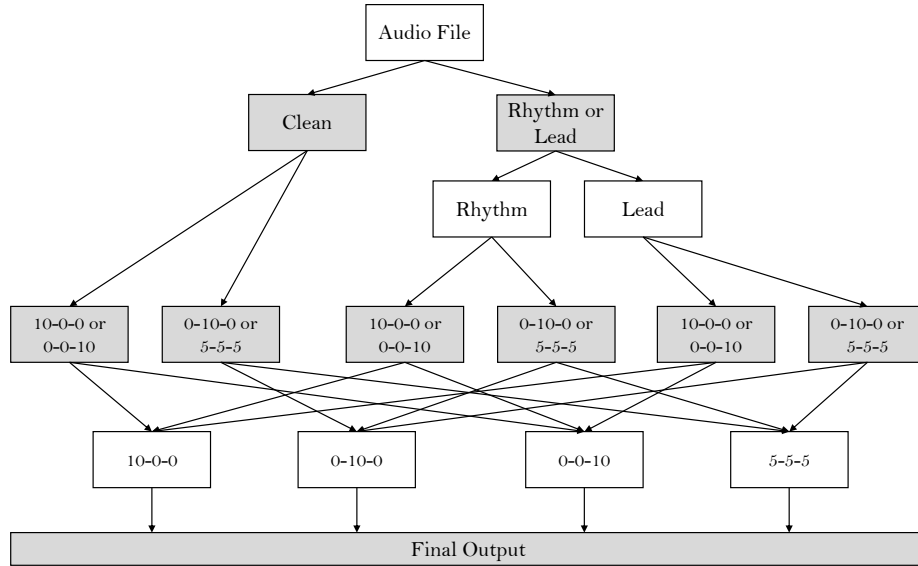 Audio File
Clean
Rhythm or
Lead
Rhythm
Lead
10-0-0 or
0-0-10
0-10-0 or
5-5-5
10-0-0 or
0-0-10
0-10-0 or
5-5-5
10-0-0 or
0-0-10
0-10-0 or
5-5-5
10-0-0
0-10-0
0-0-10
5-5-5
Final Output